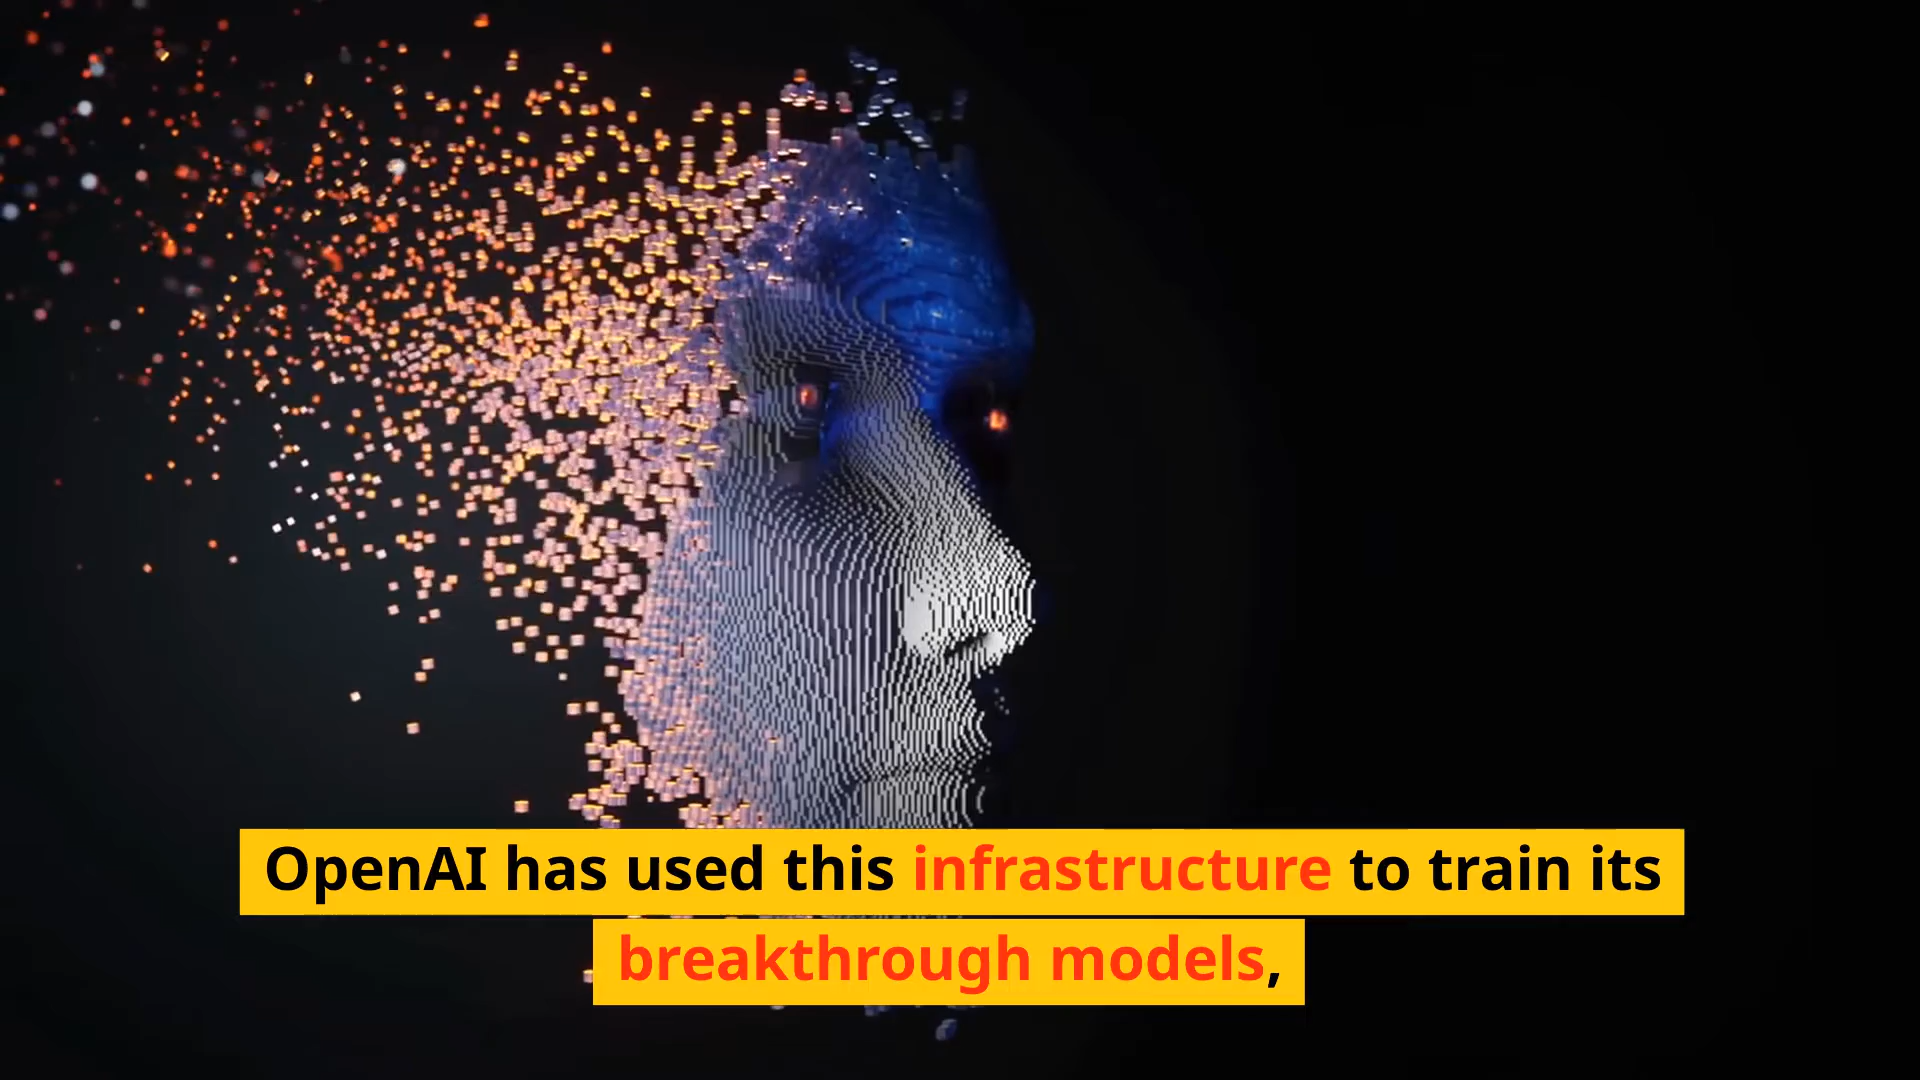 OpenAI has used this infrastructure to train its
breakthrough models,